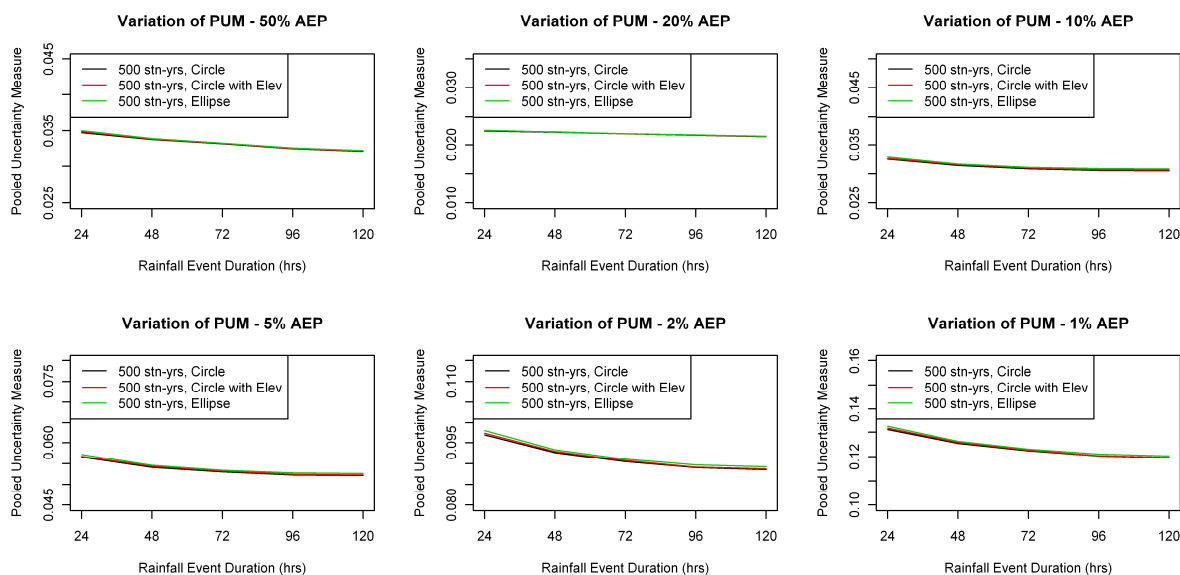 Variation of PUM - 50% AEP
Pooled Uncertainty Measure
0.045
0.035
0.025
500 stn-yrs, Circle
500 stn-yrs, Circle with Elev
500 stn-yrs, Ellipse
24 48 72 96 120
Rainfall Event Duration (hrs)
Variation of PUM - 20% AEP
Pooled Uncertainty Measure
0.030
0.020
0.010
500 stn-yrs, Circle
500 stn-yrs, Circle with Elev
500 stn-yrs, Ellipse
24 48 72 96 120
Rainfall Event Duration (hrs)
Variation of PUM - 10% AEP
Pooled Uncertainty Measure
0.045
0.035
0.025
500 stn-yrs, Circle
500 stn-yrs, Circle with Elev
500 stn-yrs, Ellipse
24 48 72 96 120
Rainfall Event Duration (hrs)
Variation of PUM - 5% AEP
Pooled Uncertainty Measure
0.075
0.060
0.045
500 stn-yrs, Circle
500 stn-yrs, Circle with Elev
500 stn-yrs, Ellipse
24 48 72 96 120
Rainfall Event Duration (hrs)
Variation of PUM - 2% AEP
Pooled Uncertainty Measure
0.110
0.095
0.080
500 stn-yrs, Circle
500 stn-yrs, Circle with Elev
500 stn-yrs, Ellipse
24 48 72 96 120
Rainfall Event Duration (hrs)
Variation of PUM - 1% AEP
Pooled Uncertainty Measure
0.16
0.14
0.12
0.10
500 stn-yrs, Circle
500 stn-yrs, Circle with Elev
500 stn-yrs, Ellipse
24 48 72 96 120
Rainfall Event Duration (hrs)